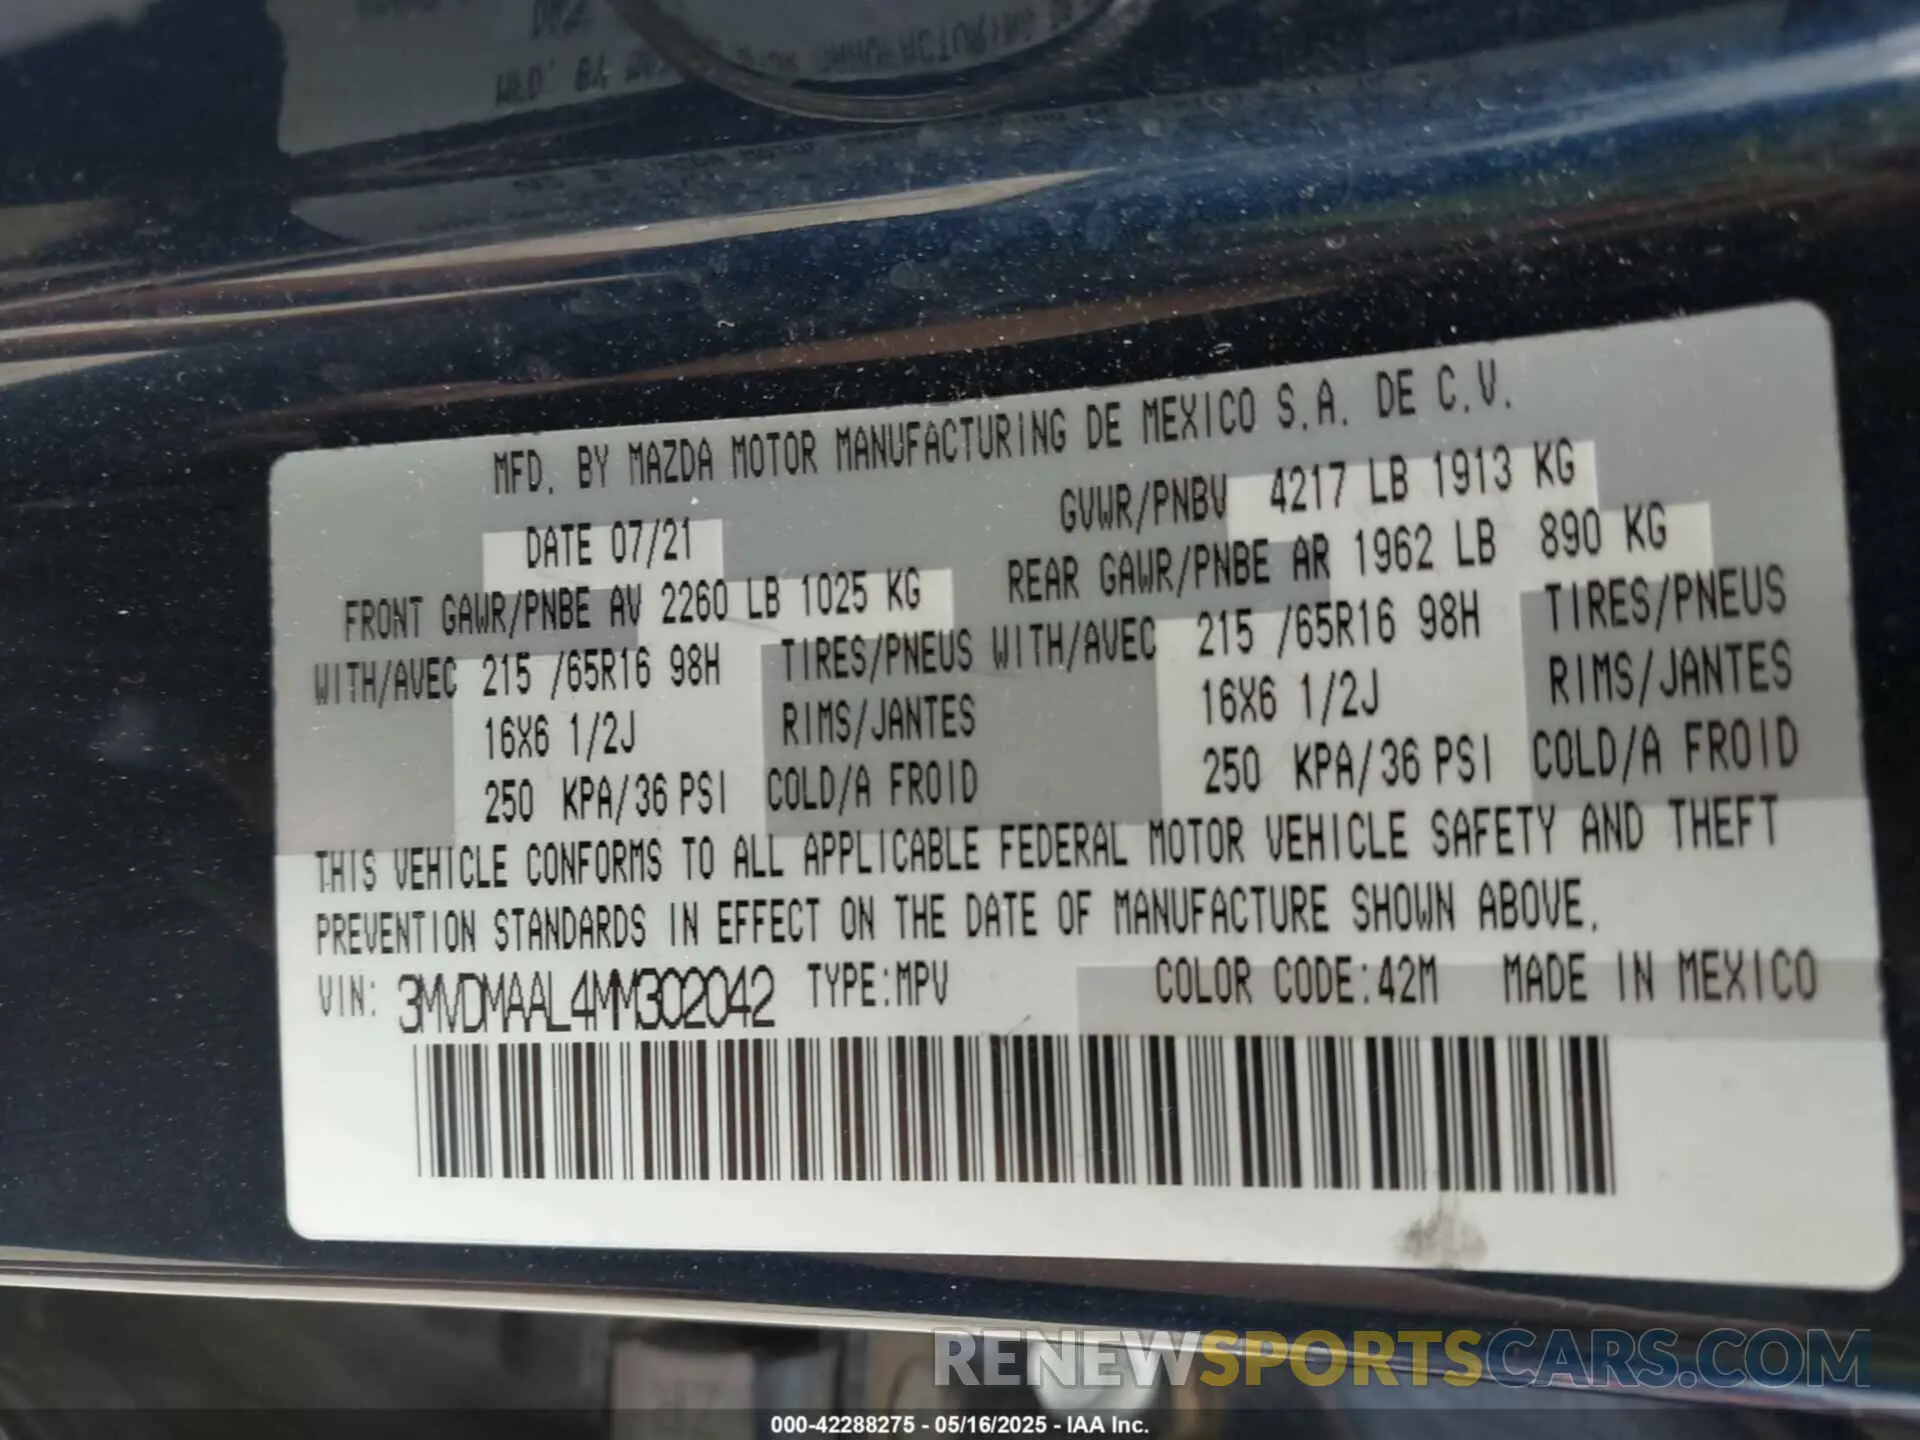 MFD. BY MAZDA MOTOR MANUFACTURING DE MEXICO S.A. DE C.V.
DATE 07/21 GVWR/PNBV 4217 LB 1913 KG
FRONT GAWR/PNBE AV 2260 LB 1025 KG REAR GAWR/PNBE AR 1962 LB 890 KG
WITH/AVEC 215 /65R16 98H TIRES/PNEUS WITH/AVEC 215 /65R16 98H TIRES/PNEUS
16X6 1/2J RIMS/JANTES 16X6 1/2J RIMS/JANTES
250 KPA/36 PSI COLD/A FROID 250 KPA/36 PSI COLD/A FROID
THIS VEHICLE CONFORMS TO ALL APPLICABLE FEDERAL MOTOR VEHICLE SAFETY AND THEFT
PREVENTION STANDARDS IN EFFECT ON THE DATE OF MANUFACTURE SHOWN ABOVE.
VIN: 3MVDMAAL4MM302042 TYPE:MPV COLOR CODE:42M MADE IN MEXICO
RENEWSPORTSCARS.COM
000-42288275 - 05/16/2025 - IAA Inc.